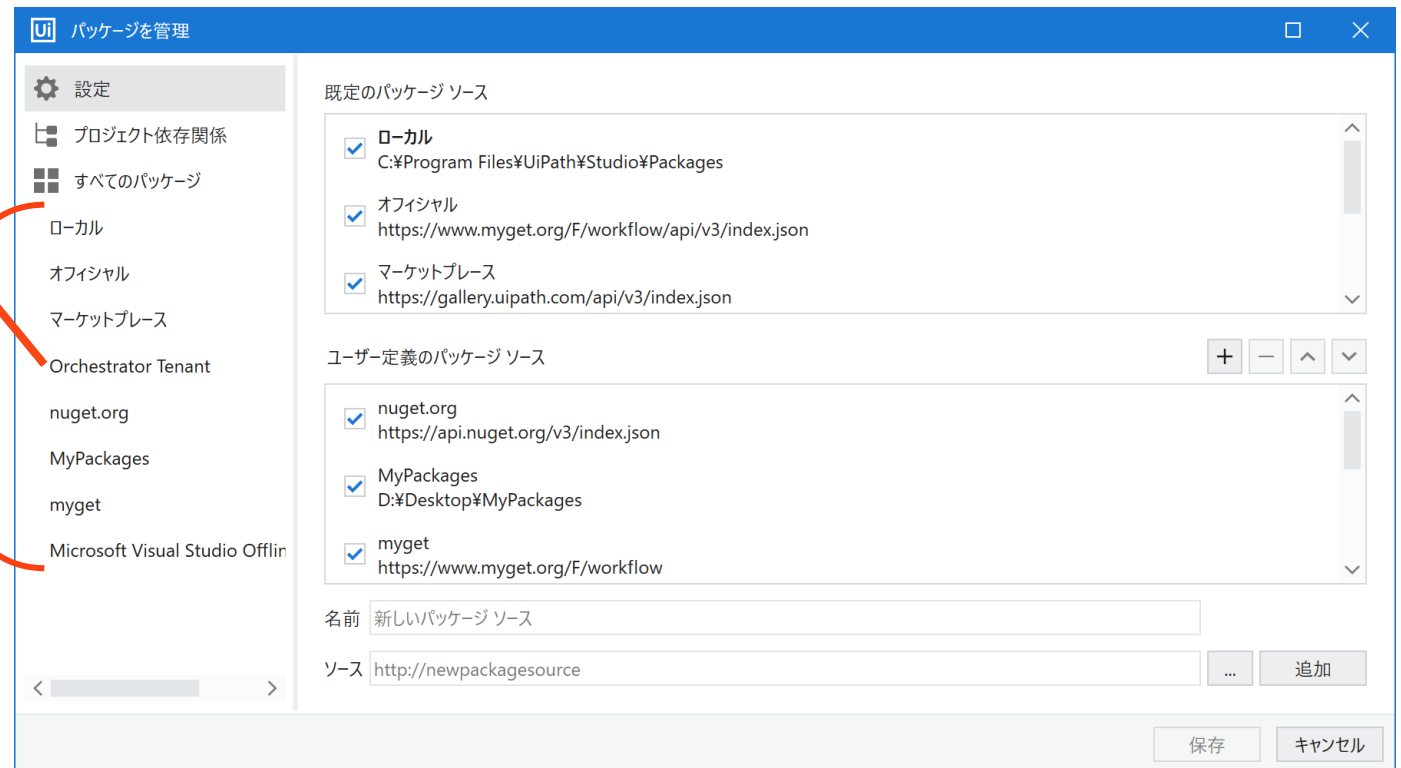 Ui パッケージを管理
設定
プロジェクト依存関係
すべてのパッケージ
ローカル
オフィシャル
マーケットプレース
Orchestrator Tenant
nuget.org
MyPackages
myget
Microsoft Visual Studio Offlin
既定のパッケージ ソース
ローカル
C:¥Program Files¥UiPath¥Studio¥Packages
オフィシャル
https://www.myget.org/F/workflow/api/v3/index.json
マーケットプレース
https://gallery.uipath.com/api/v3/index.json
ユーザー定義のパッケージ ソース
nuget.org
https://api.nuget.org/v3/index.json
MyPackages
D:¥Desktop¥MyPackages
myget
https://www.myget.org/F/workflow
名前 新しいパッケージ ソース
ソース http://newpackagesource ... 追加
保存 キャンセル